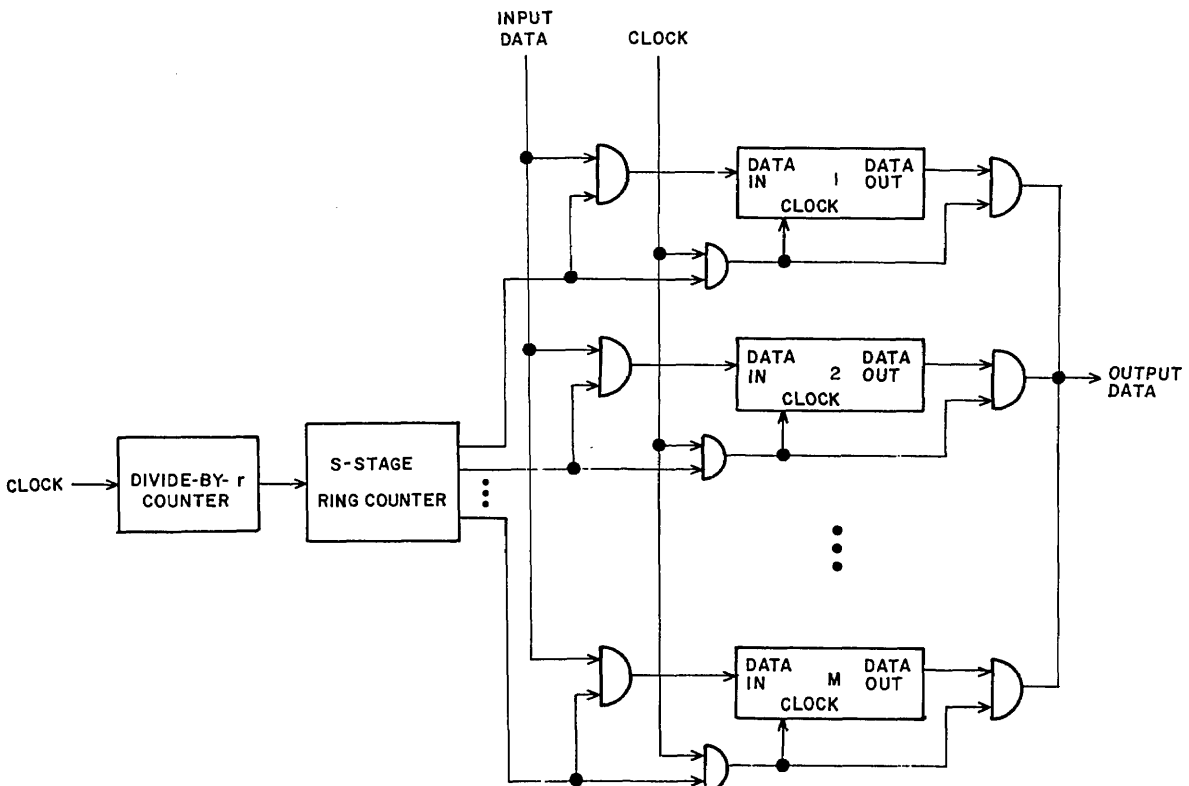 INPUT
DATA
CLOCK
DATA IN 1 DATA OUT
CLOCK
DATA IN 2 DATA OUT
CLOCK
OUTPUT
DATA
CLOCK
DIVIDE-BY-r
COUNTER
S-STAGE
RING COUNTER
DATA IN M DATA OUT
CLOCK